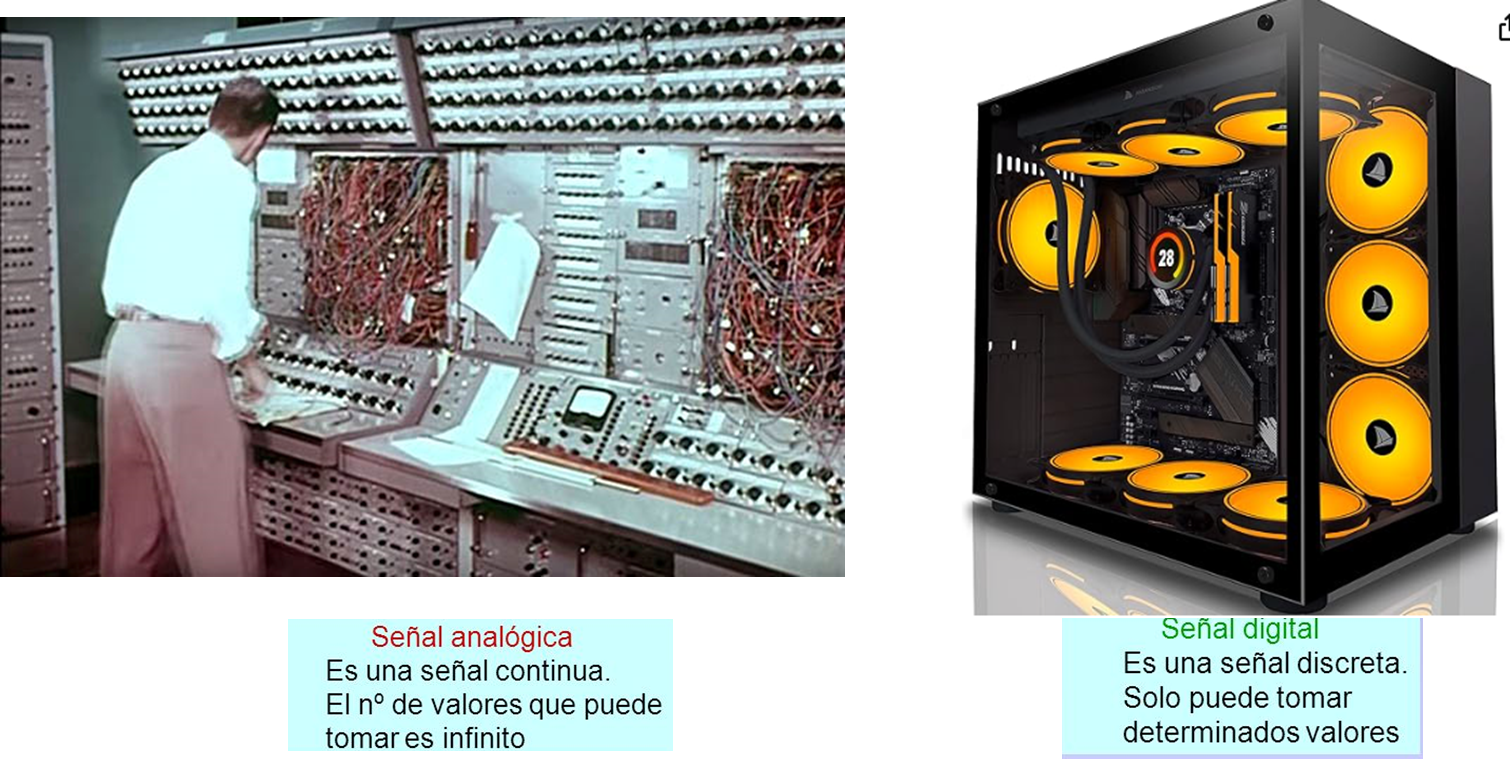 28
Señal analógica
Es una señal continua.
El nº de valores que puede
tomar es infinito
Señal digital
Es una señal discreta.
Solo puede tomar
determinados valores